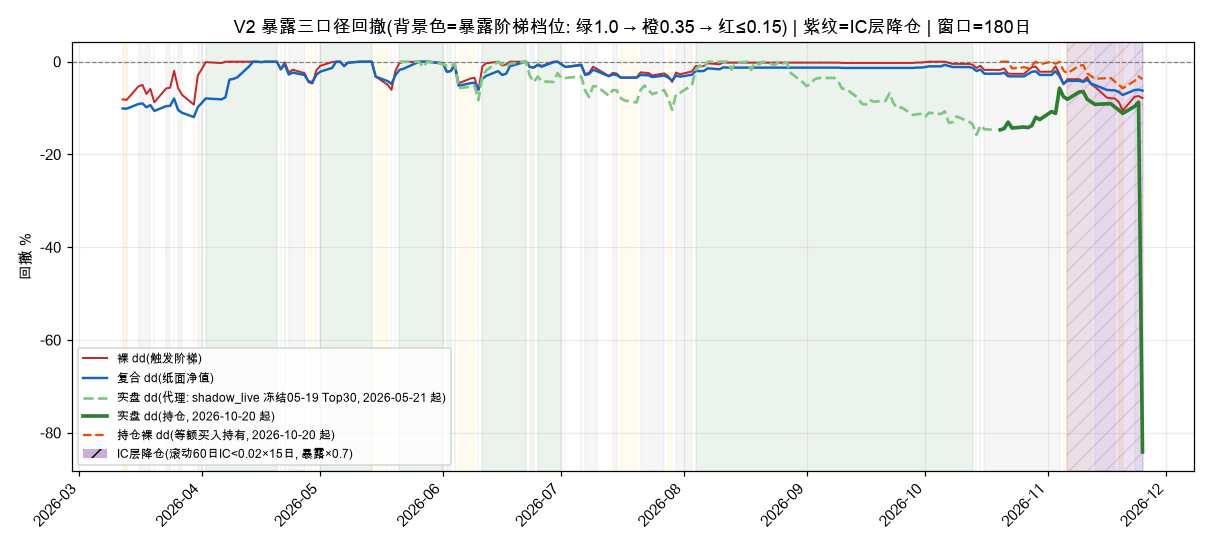 V2 暴露三口径回撤(背景色=暴露阶梯档位: 绿1.0 → 橙0.35 → 红≤0.15) | 紫纹=IC层降仓 | 窗口=180日
回撤 %
0
-20
-40
-60
-80
裸 dd(触发阶梯)
复合 dd(纸面净值)
实盘 dd(代理: shadow_live 冻结05-19 Top30, 2026-05-21 起)
实盘 dd(持仓, 2026-10-20 起)
持仓裸 dd(等额买入持有, 2026-10-20 起)
IC层降仓(滚动60日IC<0.02×15日, 暴露×0.7)
2026-03
2026-04
2026-05
2026-06
2026-07
2026-08
2026-09
2026-10
2026-11
2026-12